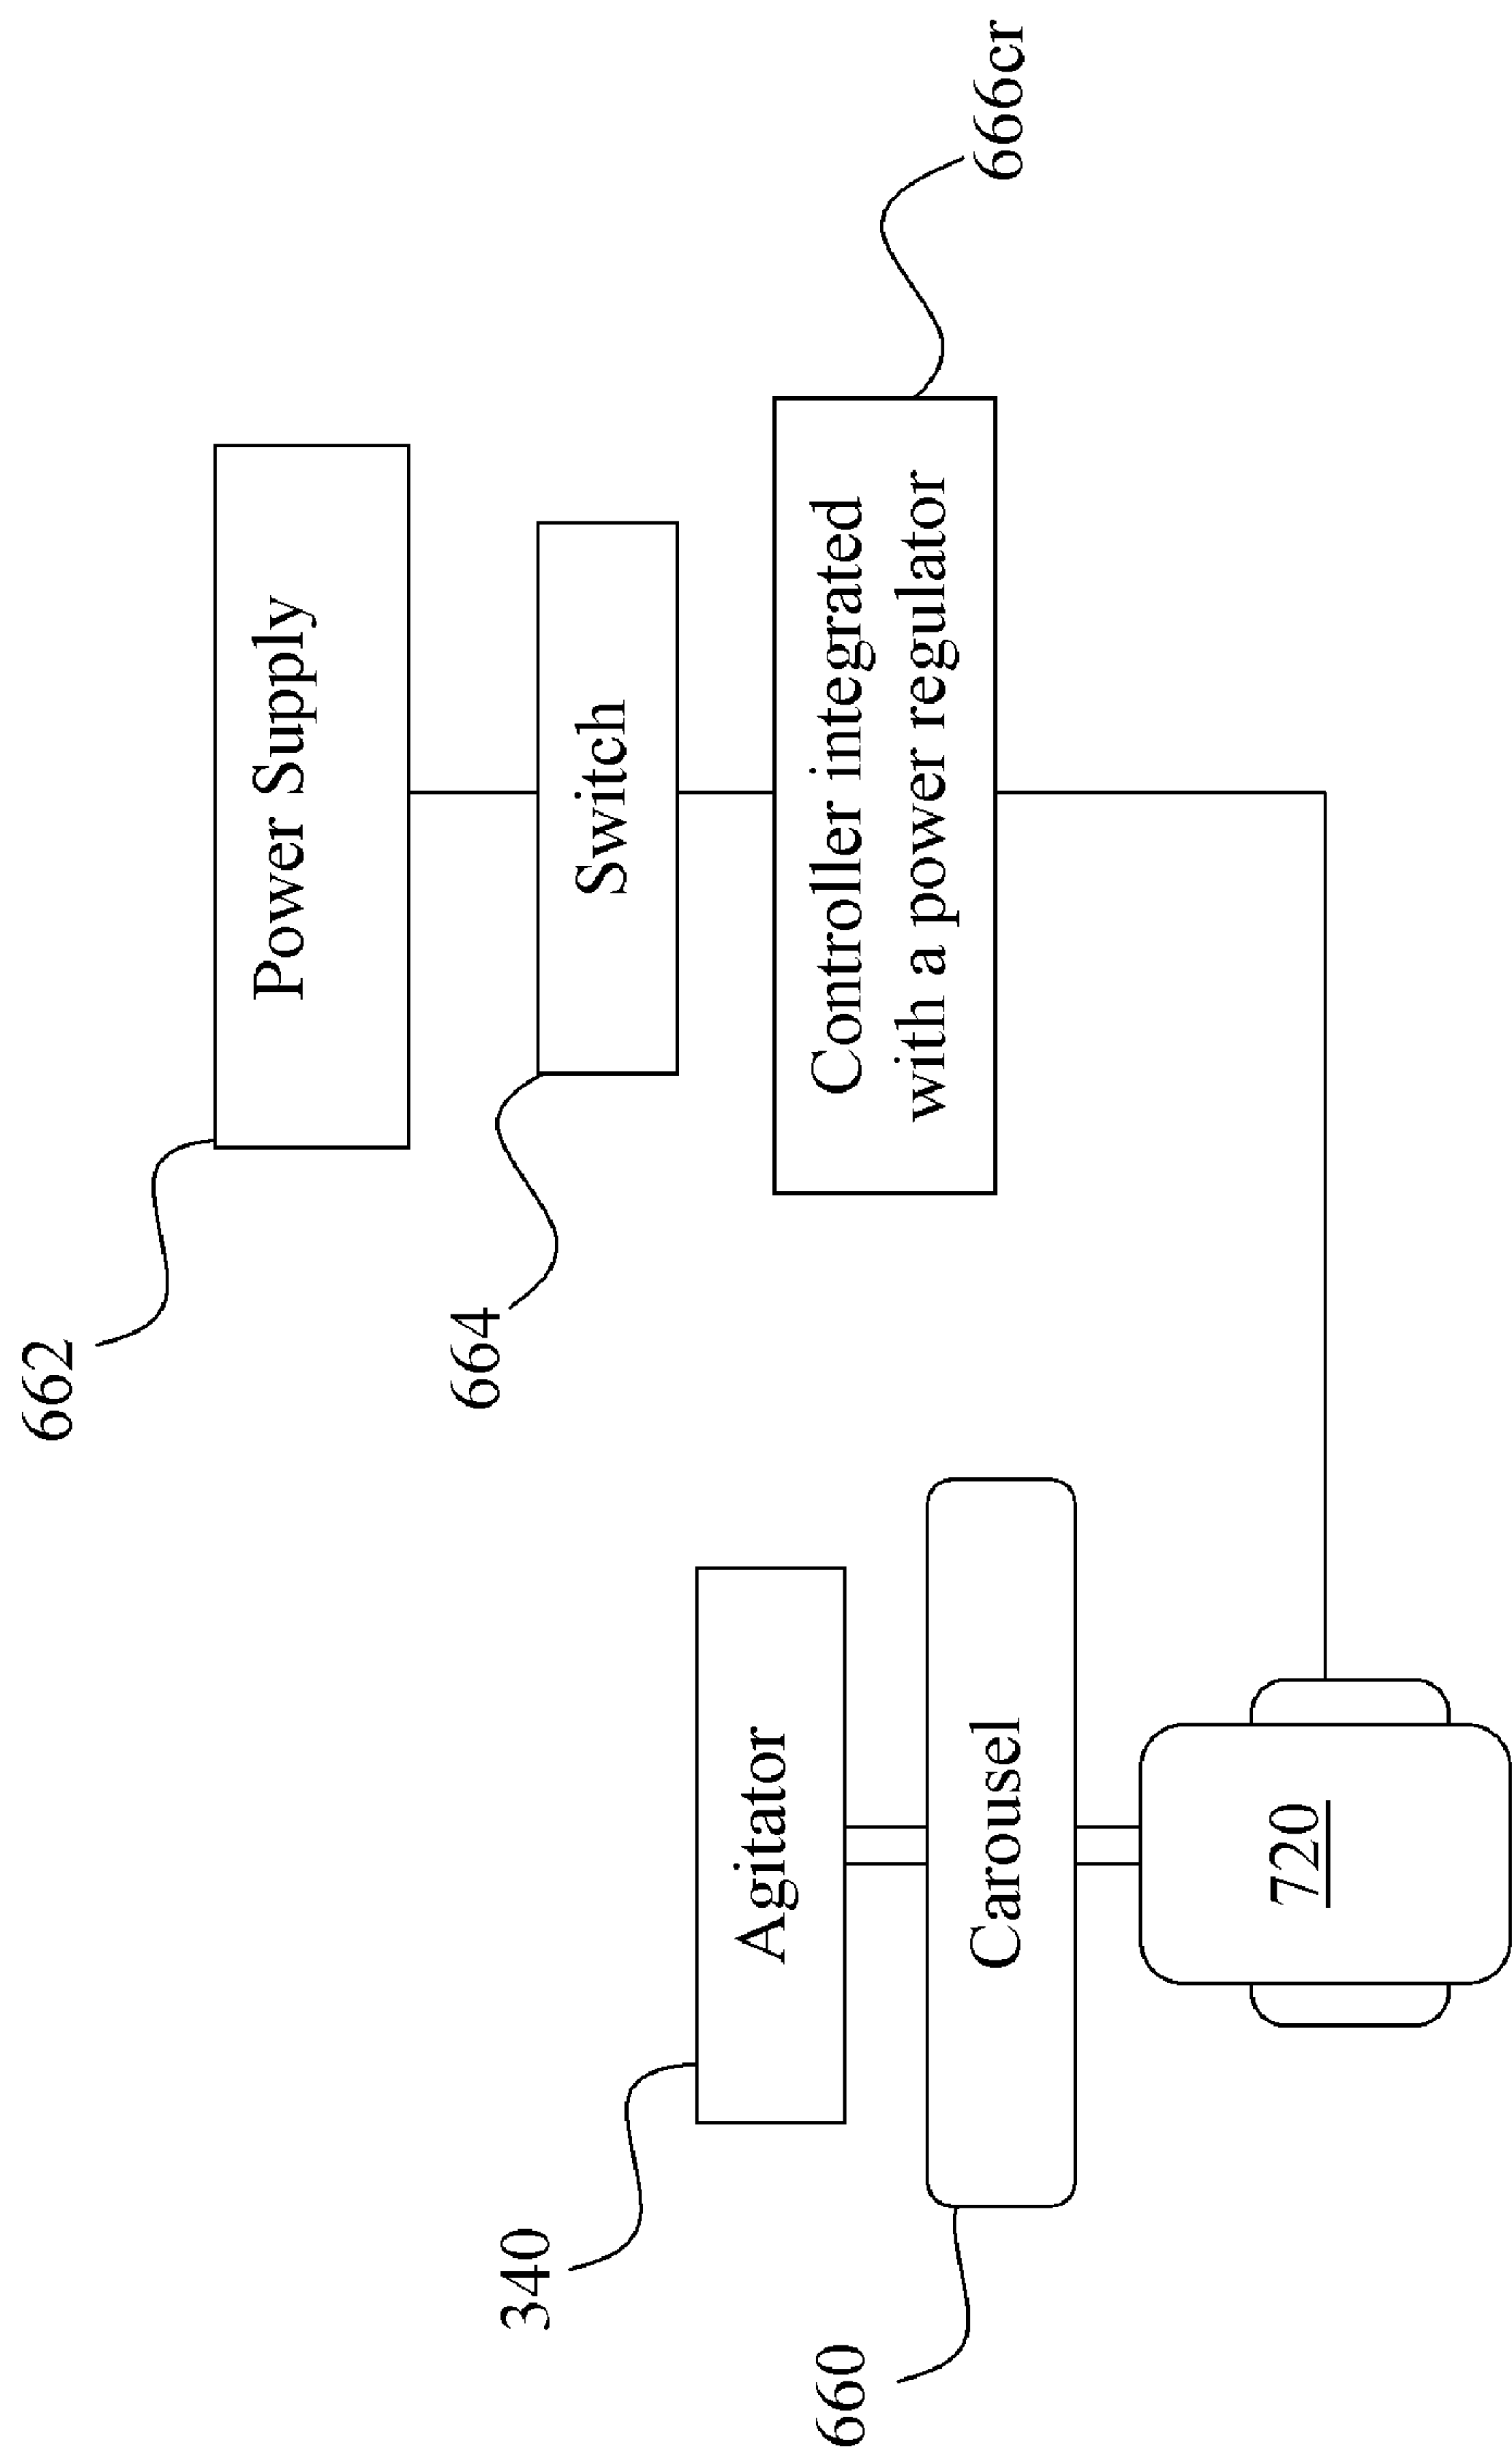 662
Power Supply
664
Switch
666cr
Controller integrated
with a power regulator
340
Agitator
660
Carousel
720